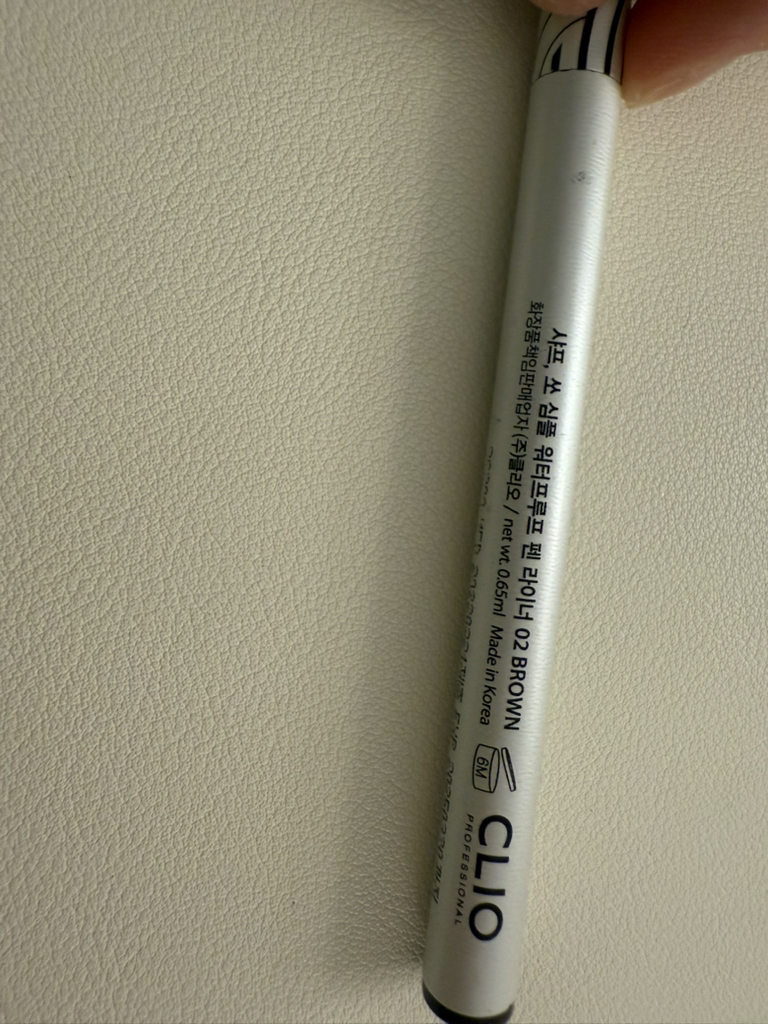 샤프, 쏘 심플 워터프루프 펜 라이너 02 BROWN
화장품책임판매업자 (주)클리오 / net wt. 0.65ml Made in Korea
6M
CLIO
PROFESSIONAL